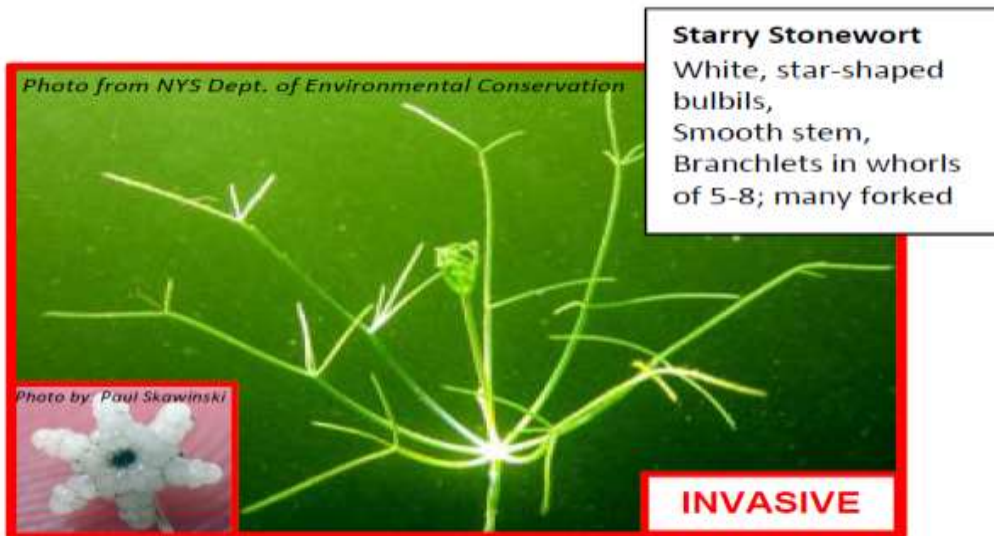 Starry Stonewort
White, star-shaped
bulbils,
Smooth stem,
Branchlets in whorls
of 5-8; many forked
Photo from NYS Dept. of Environmental Conservation
Photo by: Paul Skawinski
INVASIVE